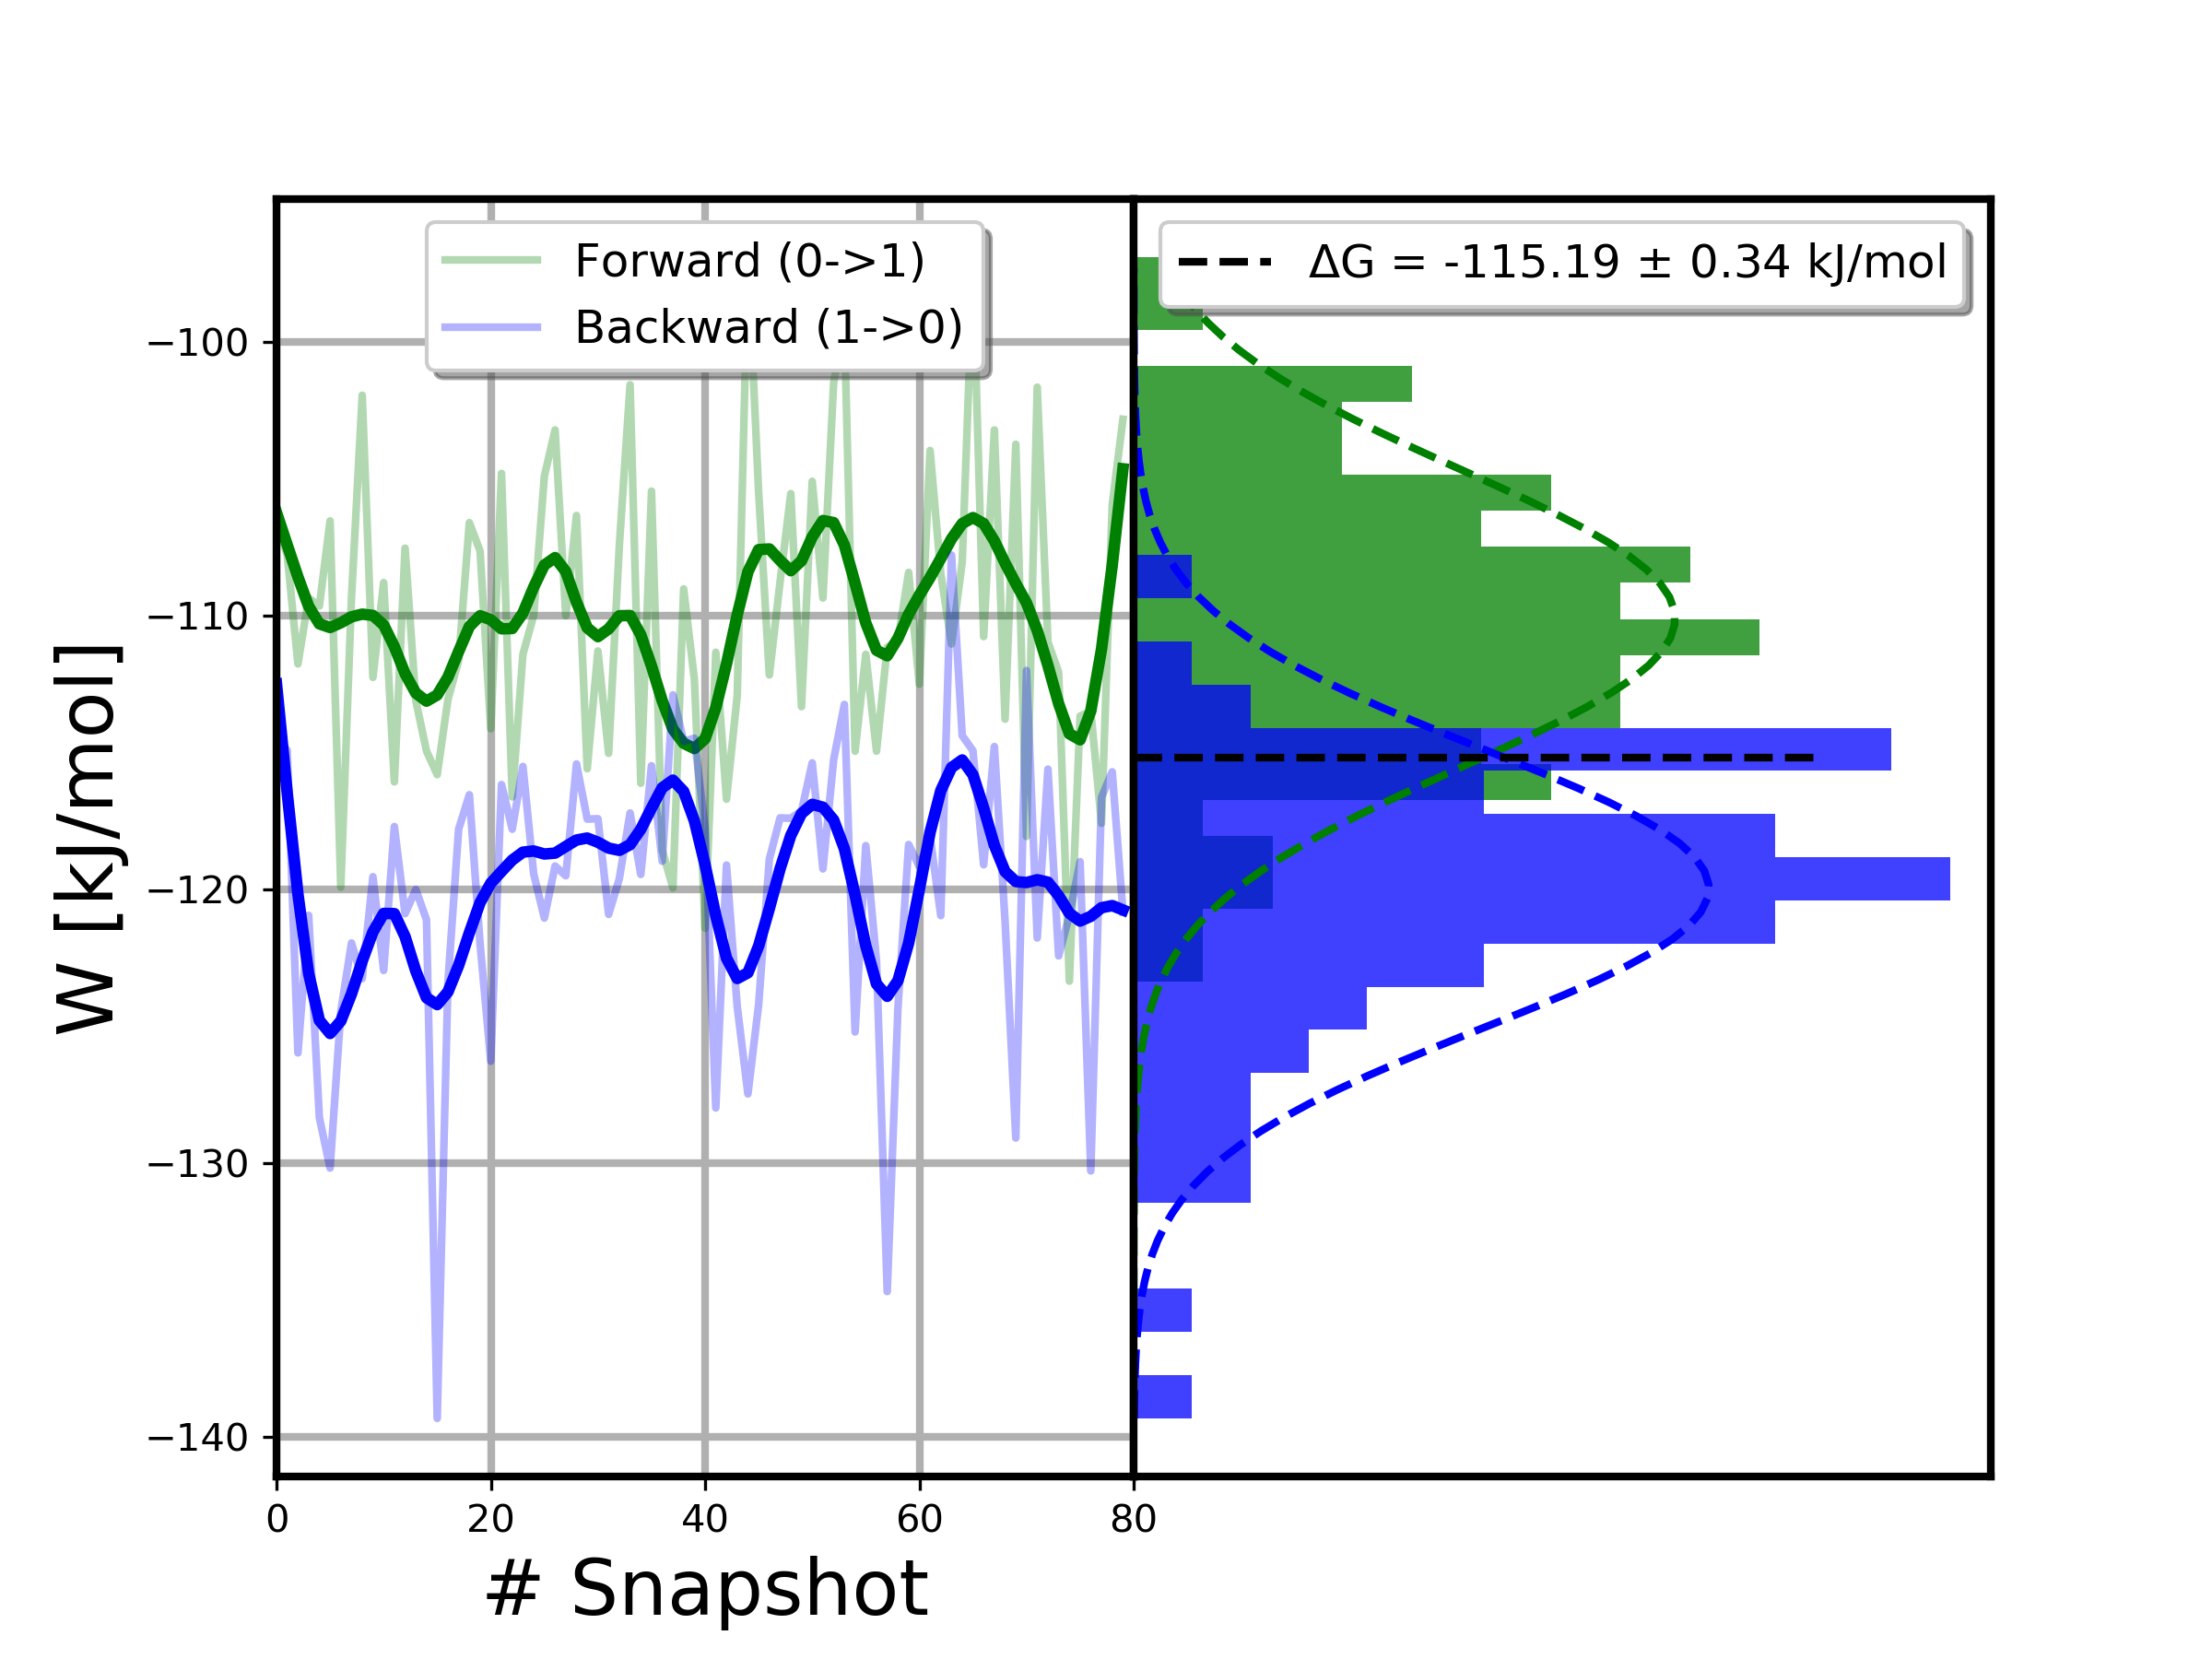 Forward (0->1)
Backward (1->0)
ΔG = -115.19 ± 0.34 kJ/mol
W [kJ/mol]
−100
−110
−120
−130
−140
0 20 40 60 80
# Snapshot